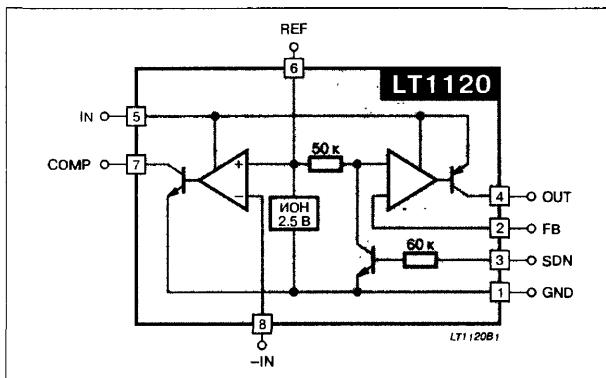 REF
6
LT1120
IN 5
COMP 7
+
−
50 к
ИОН
2.5 В
60 к
4 OUT
2 FB
3 SDN
1 GND
8
-IN
LT1120B1